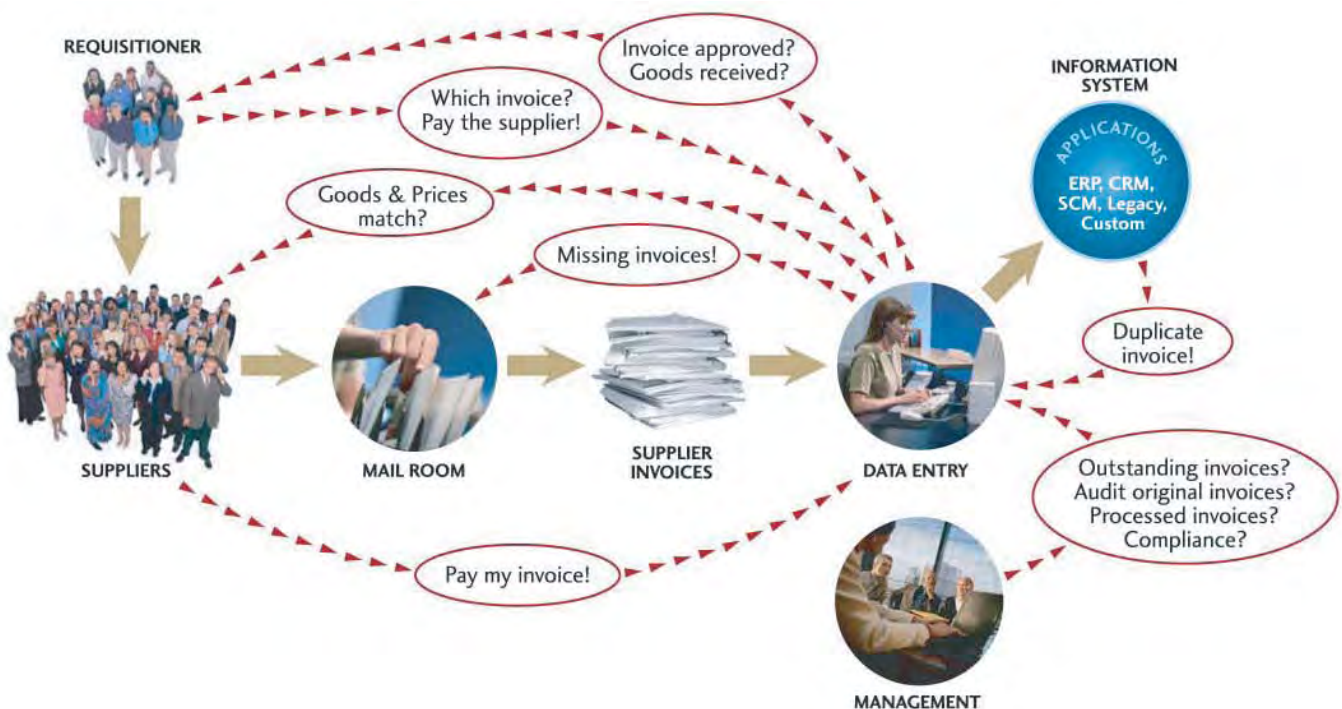 REQUISITIONER
Invoice approved?
Goods received?
INFORMATION
SYSTEM
Which invoice?
Pay the supplier!
APPLICATIONS
ERP, CRM,
SCM, Legacy,
Custom
Goods & Prices
match?
Missing invoices!
Duplicate
invoice!
SUPPLIERS
MAIL ROOM
SUPPLIER
INVOICES
DATA ENTRY
Outstanding invoices?
Audit original invoices?
Processed invoices?
Compliance?
Pay my invoice!
MANAGEMENT